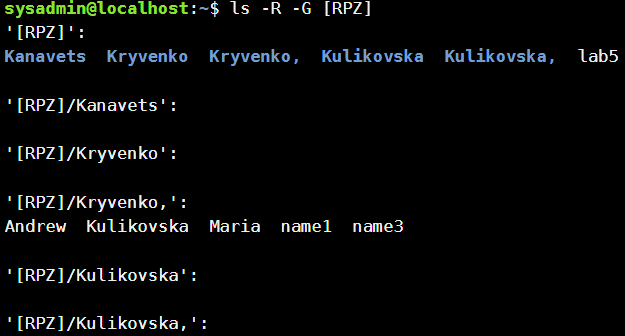 sysadmin@localhost:~$ ls -R -G [RPZ]
'[RPZ]':
Kanavets  Kryvenko  Kryvenko,  Kulikovska  Kulikovska,  lab5
'[RPZ]/Kanavets':
'[RPZ]/Kryvenko':
'[RPZ]/Kryvenko,':
Andrew  Kulikovska  Maria  name1  name3
'[RPZ]/Kulikovska':
'[RPZ]/Kulikovska,':